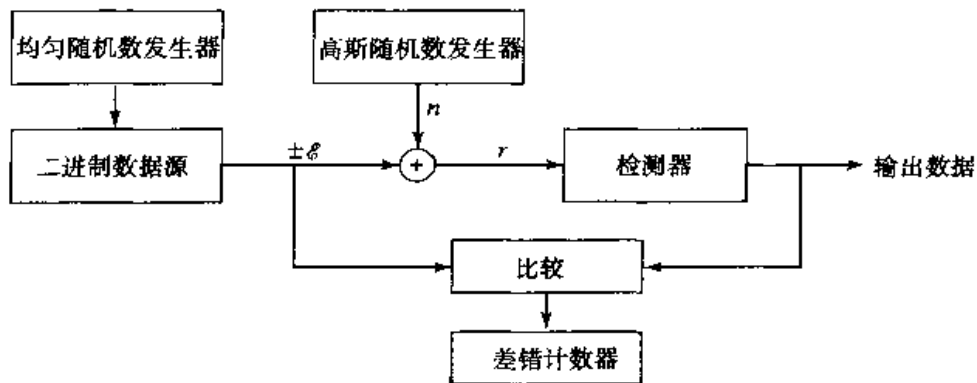 均匀随机数发生器
高斯随机数发生器
n
二进制数据源
±ℰ
+
r
检测器
输出数据
比较
差错计数器